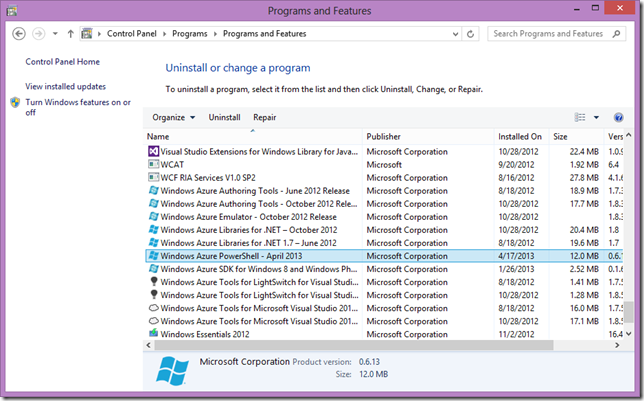 Programs and Features
Control Panel Programs Programs and Features
Search Programs and Features
Control Panel Home
View installed updates
Turn Windows features on or
off
Uninstall or change a program
To uninstall a program, select it from the list and then click Uninstall, Change, or Repair.
Organize Uninstall Repair
Name Publisher Installed On Size Vers
Visual Studio Extensions for Windows Library for Java... Microsoft Corporation 10/28/2012 22.4 MB 1.0.9
WCAT Microsoft 9/20/2012 1.92 MB 6.4
WCF RIA Services V1.0 SP2 Microsoft Corporation 8/16/2012 27.8 MB 4.1.6
Windows Azure Authoring Tools - June 2012 Release Microsoft Corporation 8/18/2012 18.9 MB 1.7.3
Windows Azure Authoring Tools - October 2012 Rele... Microsoft Corporation 10/28/2012 17.7 MB 1.8.3
Windows Azure Emulator - October 2012 Release Microsoft Corporation 10/28/2012 1.8.3
Windows Azure Libraries for .NET – October 2012 Microsoft Corporation 10/28/2012 20.4 MB 1.8
Windows Azure Libraries for .NET 1.7 – June 2012 Microsoft Corporation 8/18/2012 19.6 MB 1.7
Windows Azure PowerShell - April 2013 Microsoft Corporation 4/17/2013 12.0 MB 0.6.1
Windows Azure SDK for Windows 8 and Windows Ph... Microsoft Corporation 1/26/2013 2.52 MB 0.1.6
Windows Azure Tools for LightSwitch for Visual Studi... Microsoft Corporation 8/18/2012 1.41 MB 1.7.5
Windows Azure Tools for LightSwitch for Visual Studi... Microsoft Corporation 10/28/2012 1.28 MB 1.8.5
Windows Azure Tools for Microsoft Visual Studio 201... Microsoft Corporation 8/18/2012 16.0 MB 1.7.5
Windows Azure Tools for Microsoft Visual Studio 201... Microsoft Corporation 10/28/2012 17.1 MB 1.8.5
Windows Essentials 2012 Microsoft Corporation 11/2/2012 16.4
Microsoft Corporation Product version: 0.6.13
Size: 12.0 MB